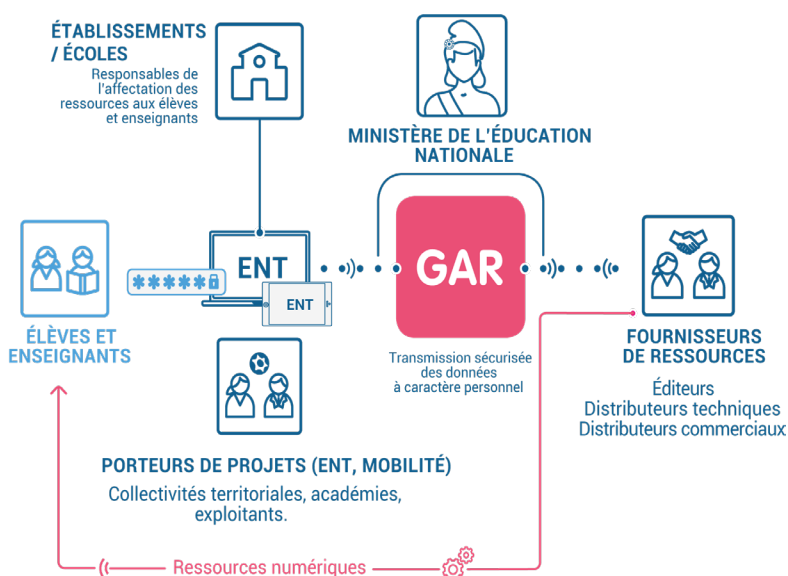 ÉTABLISSEMENTS
/ ÉCOLES
Responsables de
l'affectation des
ressources aux élèves
et enseignants
MINISTÈRE DE L'ÉDUCATION
NATIONALE
ÉLÈVES ET
ENSEIGNANTS
******
ENT
ENT
GAR
Transmission sécurisée
des données
à caractère personnel
FOURNISSEURS
DE RESSOURCES
Éditeurs
Distributeurs techniques
Distributeurs commerciaux
PORTEURS DE PROJETS (ENT, MOBILITÉ)
Collectivités territoriales, académies,
exploitants.
Ressources numériques